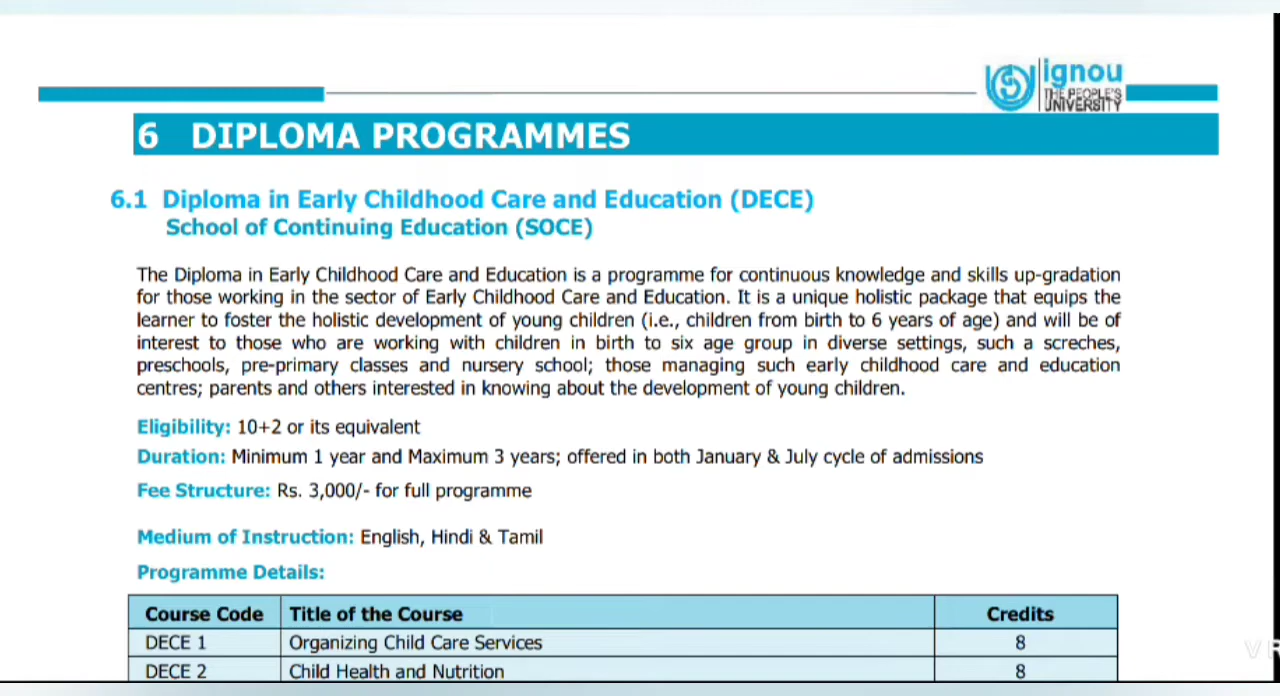 ignou
THE PEOPLE'S
UNIVERSITY
6 DIPLOMA PROGRAMMES
6.1 Diploma in Early Childhood Care and Education (DECE)
School of Continuing Education (SOCE)
The Diploma in Early Childhood Care and Education is a programme for continuous knowledge and skills up-gradation
for those working in the sector of Early Childhood Care and Education. It is a unique holistic package that equips the
learner to foster the holistic development of young children (i.e., children from birth to 6 years of age) and will be of
interest to those who are working with children in birth to six age group in diverse settings, such a screches,
preschools, pre-primary classes and nursery school; those managing such early childhood care and education
centres; parents and others interested in knowing about the development of young children.
Eligibility: 10+2 or its equivalent
Duration: Minimum 1 year and Maximum 3 years; offered in both January & July cycle of admissions
Fee Structure: Rs. 3,000/- for full programme
Medium of Instruction: English, Hindi & Tamil
Programme Details:
Course Code Title of the Course Credits
DECE 1 Organizing Child Care Services 8
DECE 2 Child Health and Nutrition 8